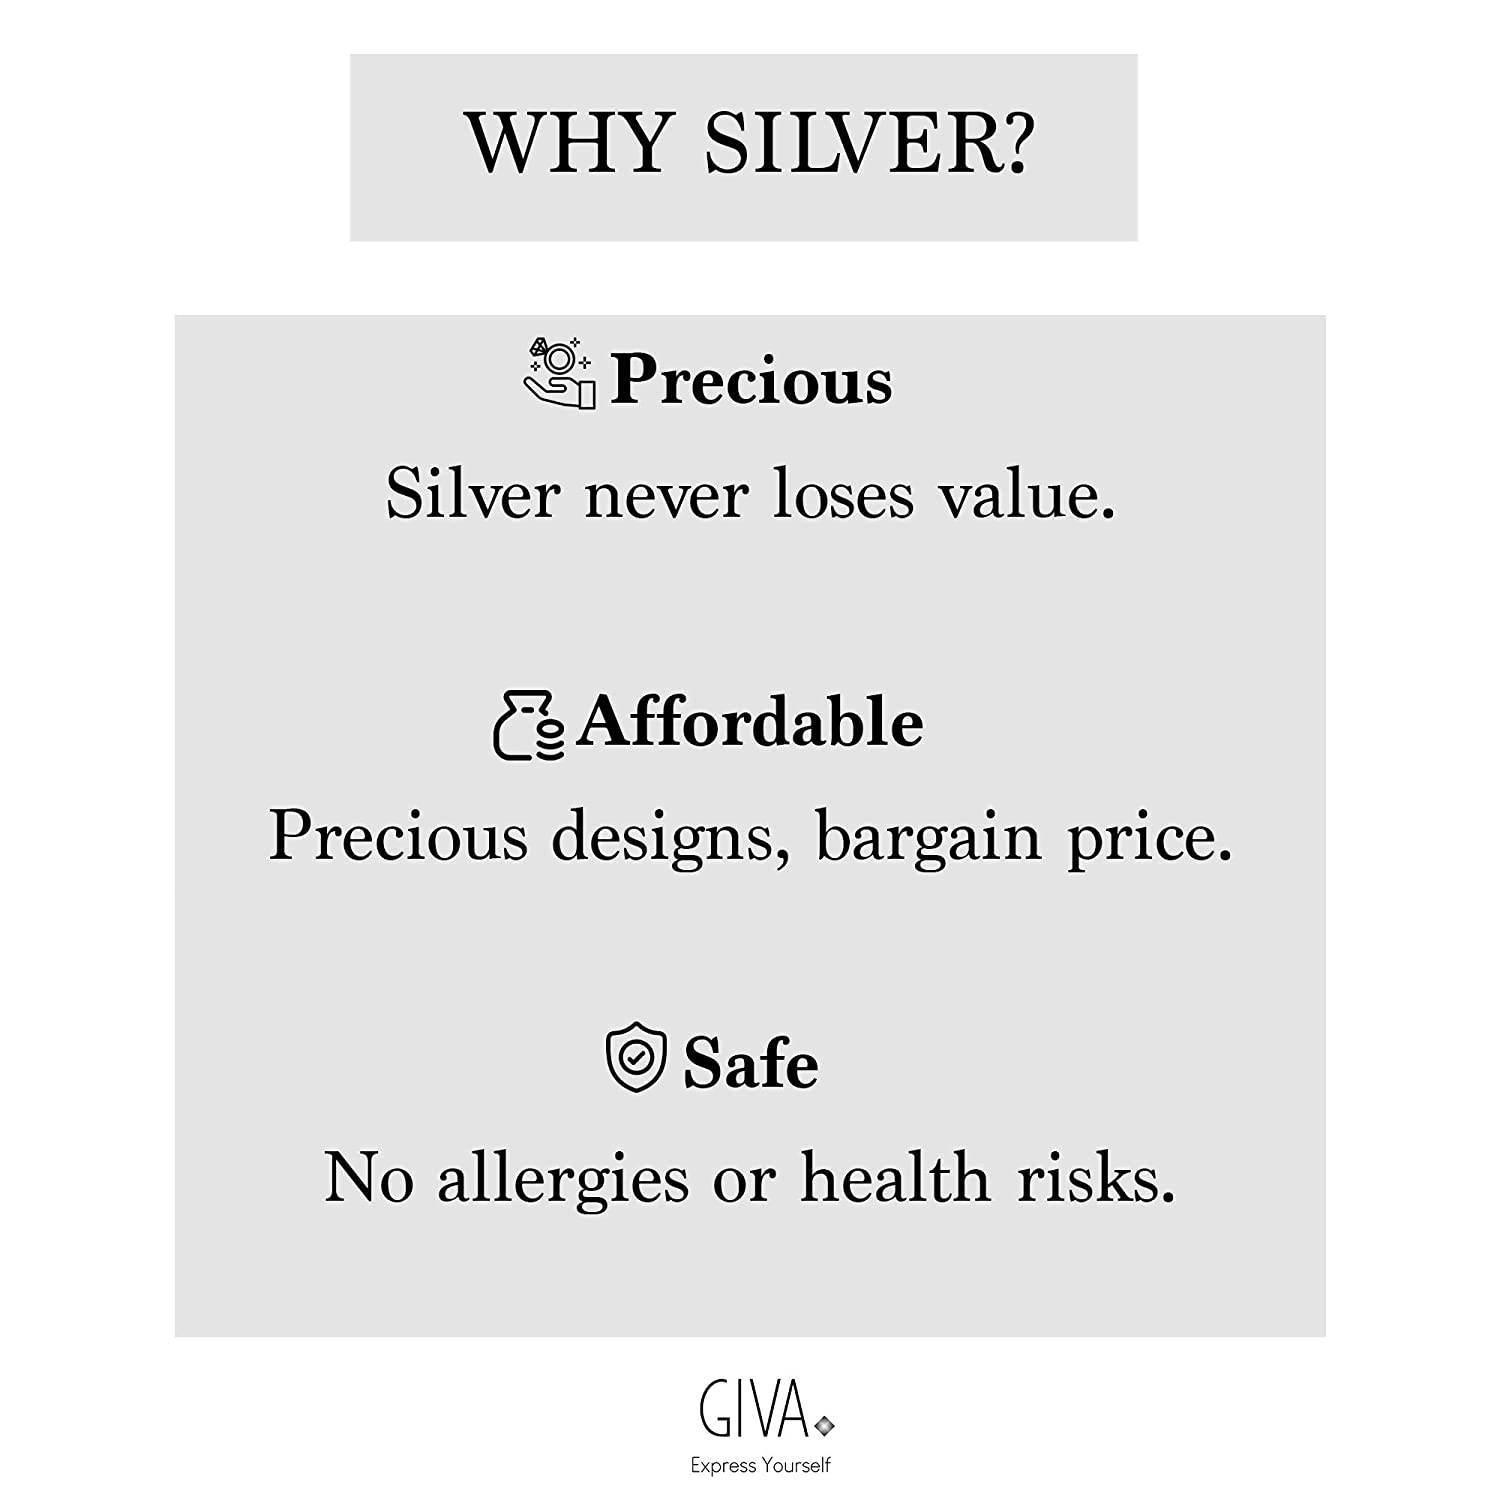 WHY SILVER?
Precious
Silver never loses value.
Affordable
Precious designs, bargain price.
Safe
No allergies or health risks.
GIVA
Express Yourself